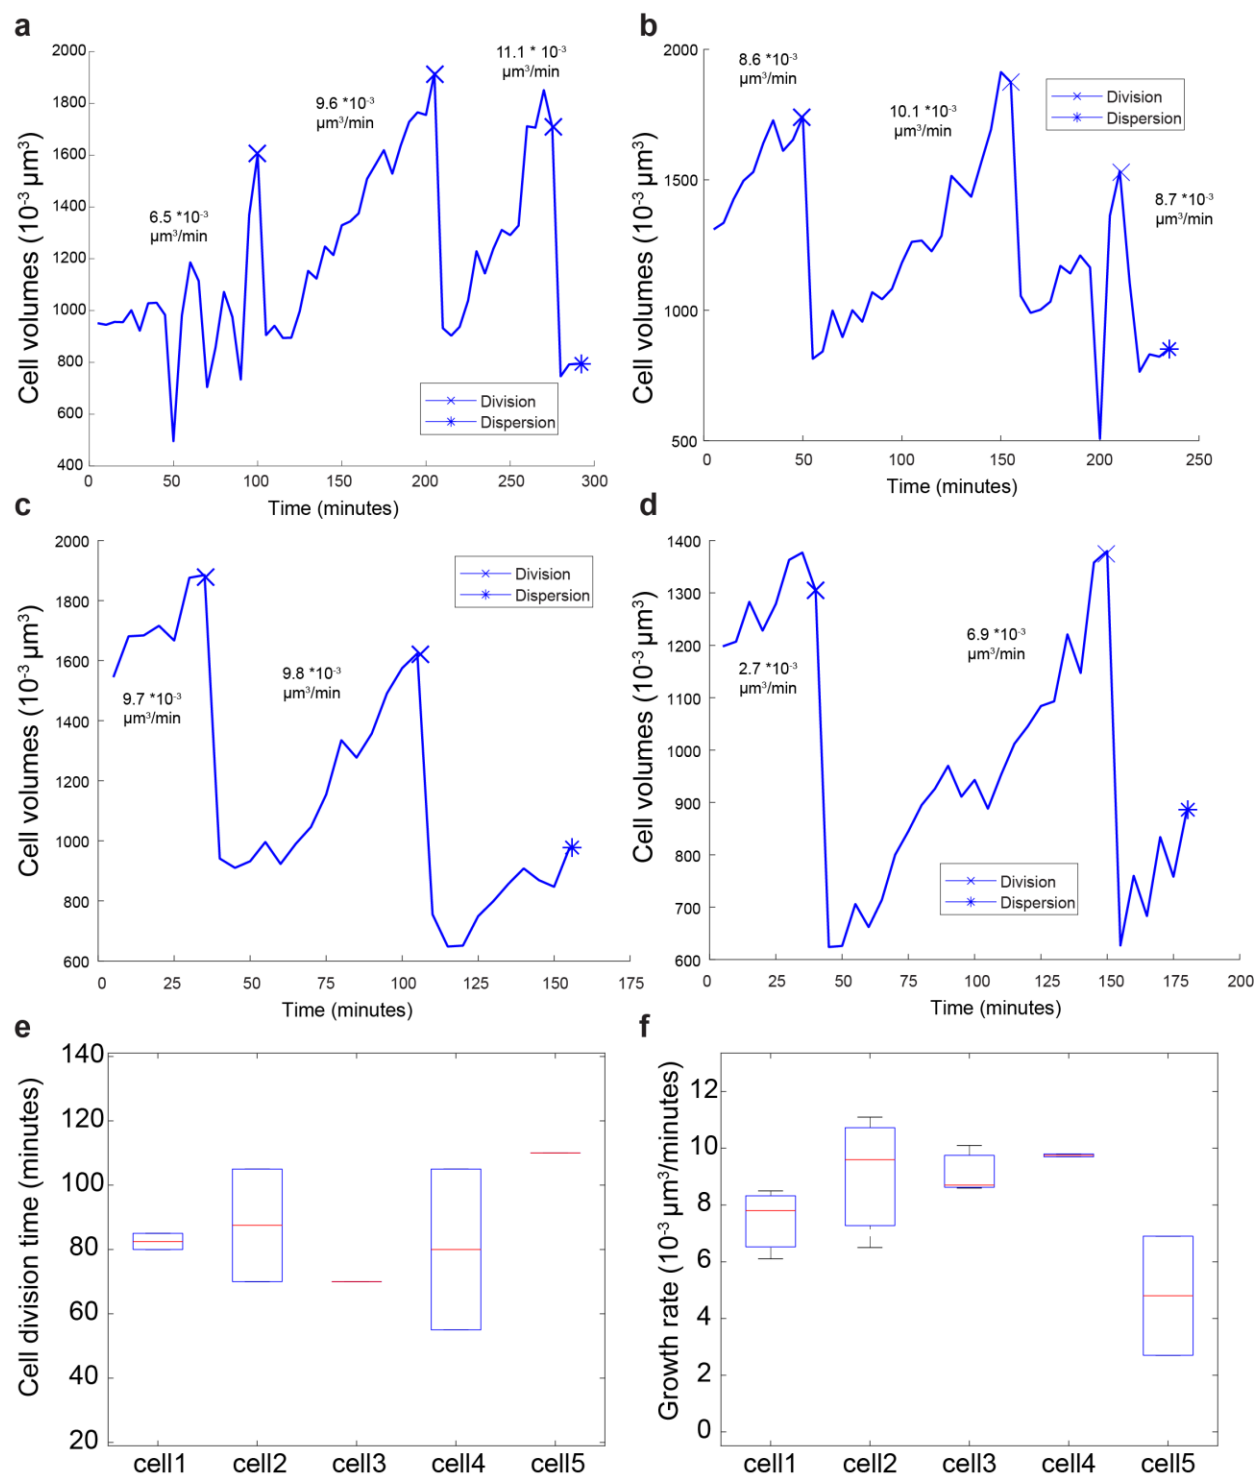 a
Cell volumes (10-3 µm3)
2000
1800
1600
1400
1200
1000
800
600
400
0
50
100
150
200
250
300
Time (minutes)
6.5 *10-3
µm3/min
9.6 *10-3
µm3/min
11.1 * 10-3
µm3/min
Division
Dispersion
b
Cell volumes (10-3 µm3)
2000
1500
1000
500
0
50
100
150
200
250
Time (minutes)
8.6 *10-3
µm3/min
10.1 *10-3
µm3/min
8.7 *10-3
µm3/min
Division
Dispersion
c
Cell volumes (10-3 µm3)
2000
1800
1600
1400
1200
1000
800
600
0
25
50
75
100
125
150
175
Time (minutes)
9.7 *10-3
µm3/min
9.8 *10-3
µm3/min
Division
Dispersion
d
Cell volumes (10-3 µm3)
1400
1300
1200
1100
1000
900
800
700
600
0
25
50
75
100
125
150
175
200
Time (minutes)
2.7 *10-3
µm3/min
6.9 *10-3
µm3/min
Division
Dispersion
e
Cell division time (minutes)
140
120
100
80
60
40
20
cell1
cell2
cell3
cell4
cell5
f
Growth rate (10-3 µm3/minutes)
12
10
8
6
4
2
0
cell1
cell2
cell3
cell4
cell5